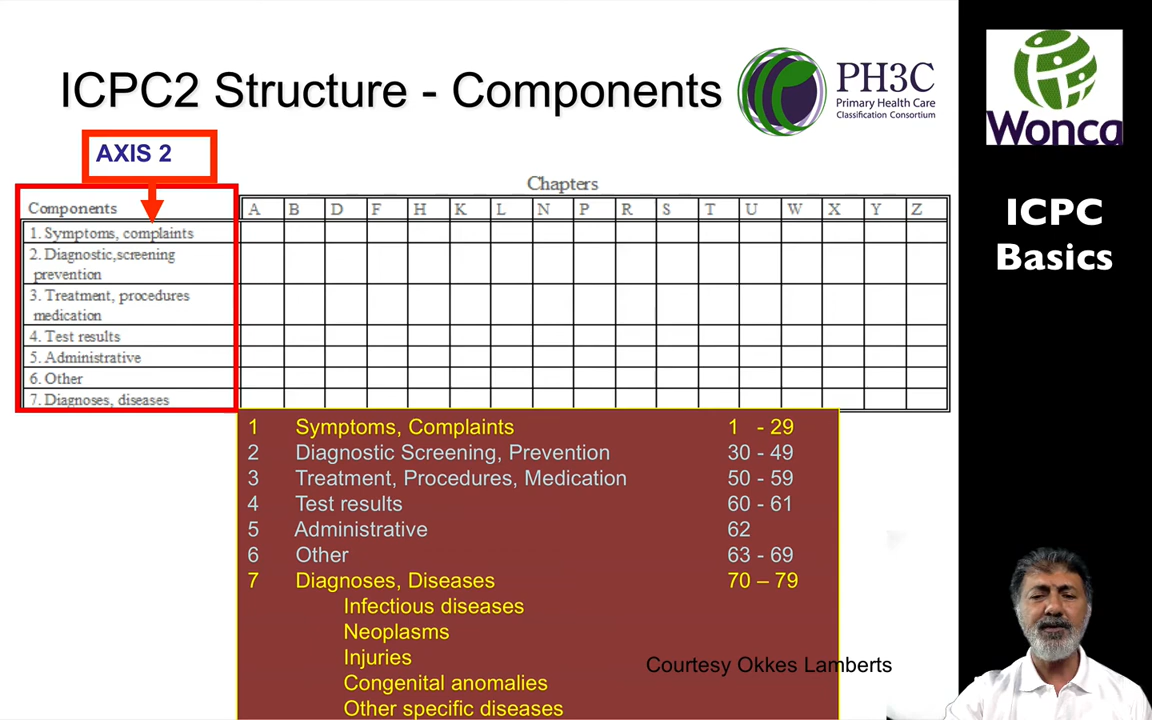 ICPC2 Structure - Components
PH3C
Primary Health Care
Classification Consortium
Wonca
ICPC
Basics
AXIS 2
Chapters
Components A B D F H K L N P R S T U W X Y Z
1. Symptoms, complaints
2. Diagnostic,screening
prevention
3. Treatment, procedures
medication
4. Test results
5. Administrative
6. Other
7. Diagnoses, diseases
1 Symptoms, Complaints 1 - 29
2 Diagnostic Screening, Prevention 30 - 49
3 Treatment, Procedures, Medication 50 - 59
4 Test results 60 - 61
5 Administrative 62
6 Other 63 - 69
7 Diagnoses, Diseases 70 – 79
Infectious diseases
Neoplasms
Injuries
Congenital anomalies
Other specific diseases
Courtesy Okkes Lamberts